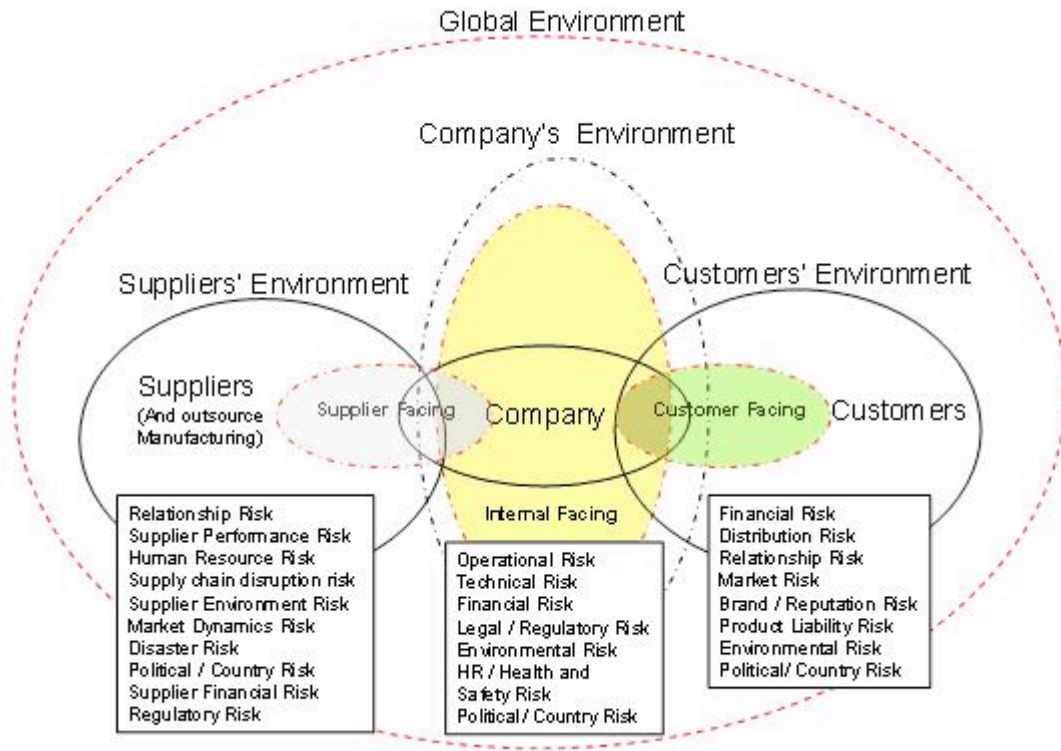 Global Environment
Company's Environment
Suppliers' Environment
Customers' Environment
Suppliers
(And outsource
Manufacturing)
Supplier Facing
Company
Customer Facing
Customers
Internal Facing
Relationship Risk
Supplier Performance Risk
Human Resource Risk
Supply chain disruption risk
Supplier Environment Risk
Market Dynamics Risk
Disaster Risk
Political / Country Risk
Supplier Financial Risk
Regulatory Risk
Operational Risk
Technical Risk
Financial Risk
Legal / Regulatory Risk
Environmental Risk
HR / Health and
Safety Risk
Political/ Country Risk
Financial Risk
Distribution Risk
Relationship Risk
Market Risk
Brand / Reputation Risk
Product Liability Risk
Environmental Risk
Political/ Country Risk